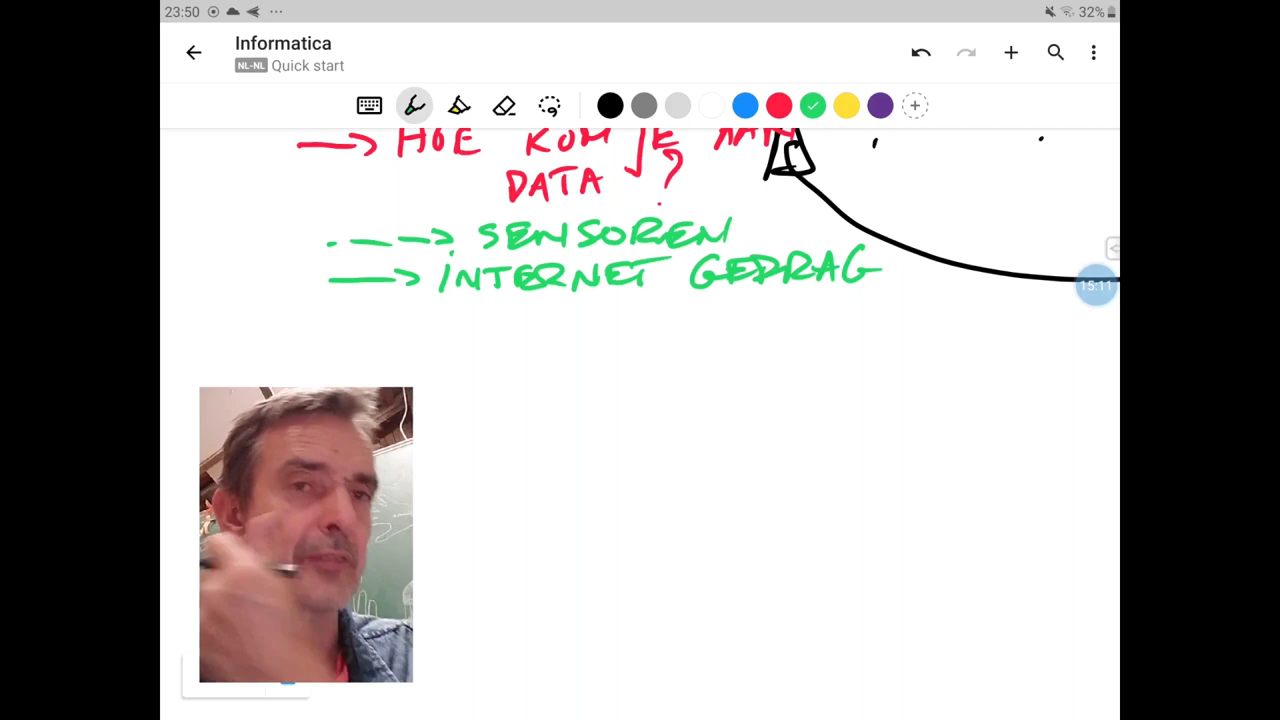 23:50
32%
Informatica
NL-NL Quick start
→ HOE KOM JE AAN
DATA ?
→ SENSOREN
→ INTERNET GEDRAG
15:11